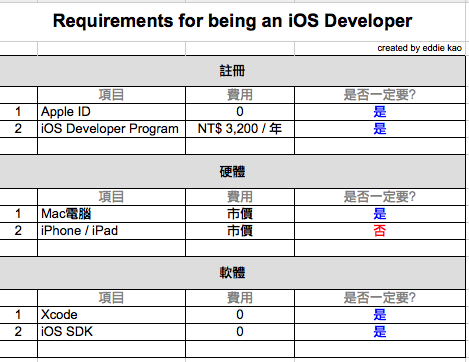 Requirements for being an iOS Developer
created by eddie kao
註冊
項目 費用 是否一定要?
1 Apple ID 0 是
2 iOS Developer Program NT$ 3,200 / 年 是
硬體
項目 費用 是否一定要?
1 Mac電腦 市價 是
2 iPhone / iPad 市價 否
軟體
項目 費用 是否一定要?
1 Xcode 0 是
2 iOS SDK 0 是